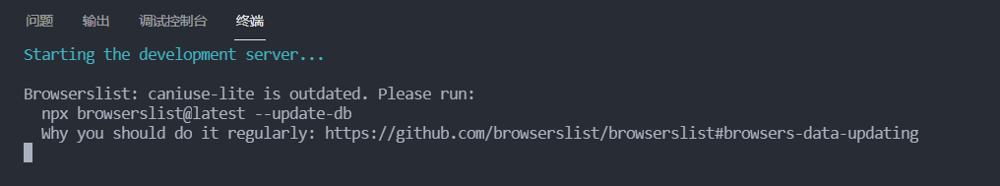 问题 输出 调试控制台 终端
Starting the development server...
Browserslist: caniuse-lite is outdated. Please run:
npx browserslist@latest --update-db
Why you should do it regularly: https://github.com/browserslist/browserslist#browsers-data-updating